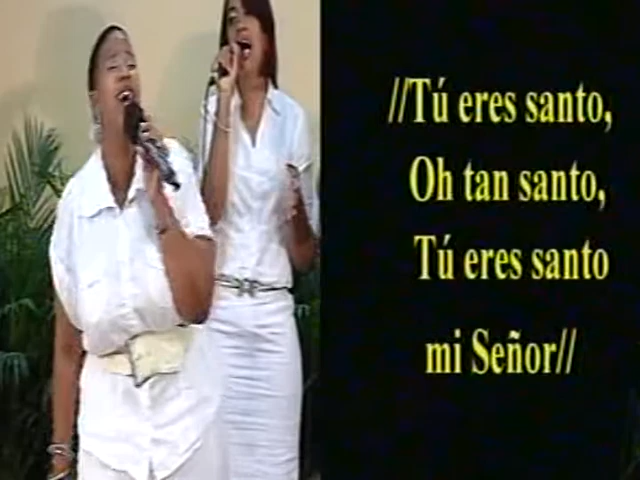 //Tú eres santo,
Oh tan santo,
Tú eres santo
mi Señor//